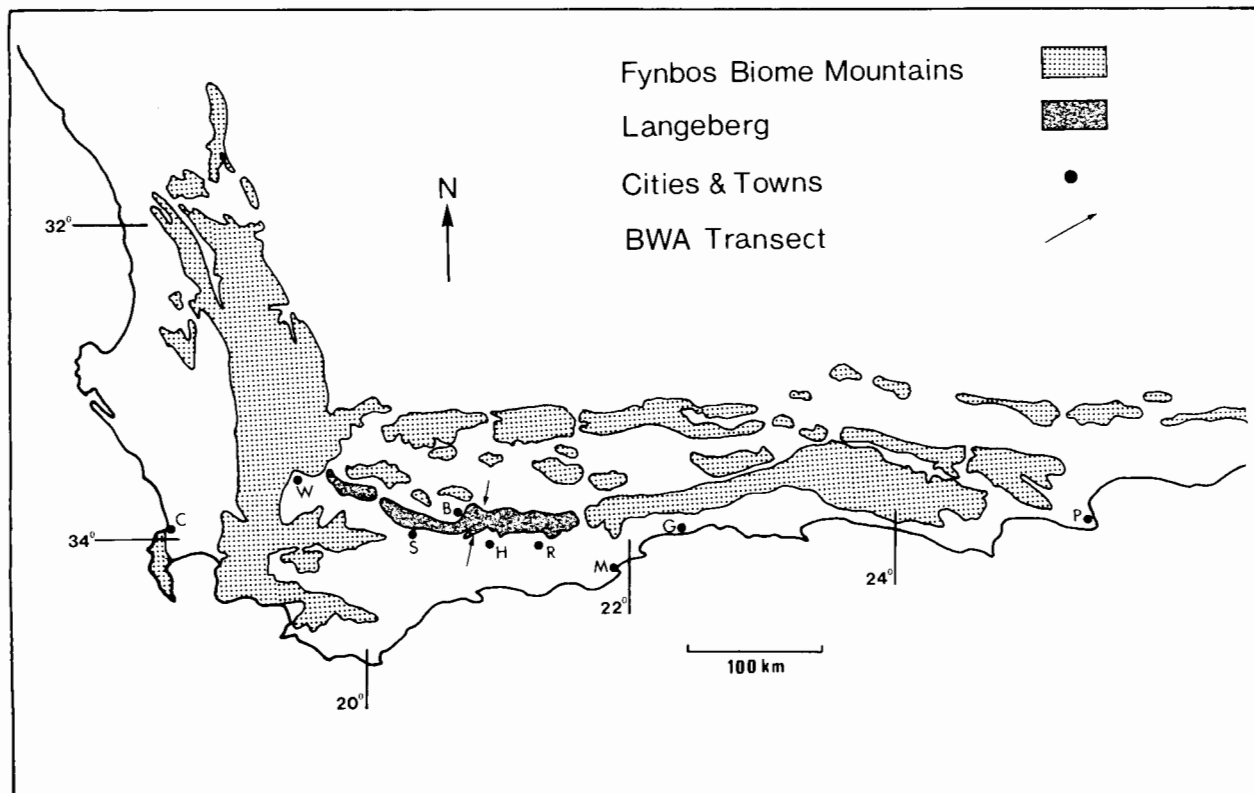 Fynbos Biome Mountains
Langeberg
Cities & Towns
BWA Transect
N
32°
W
B
C
34°
S
H
R
G
P
M
24°
22°
100 km
20°